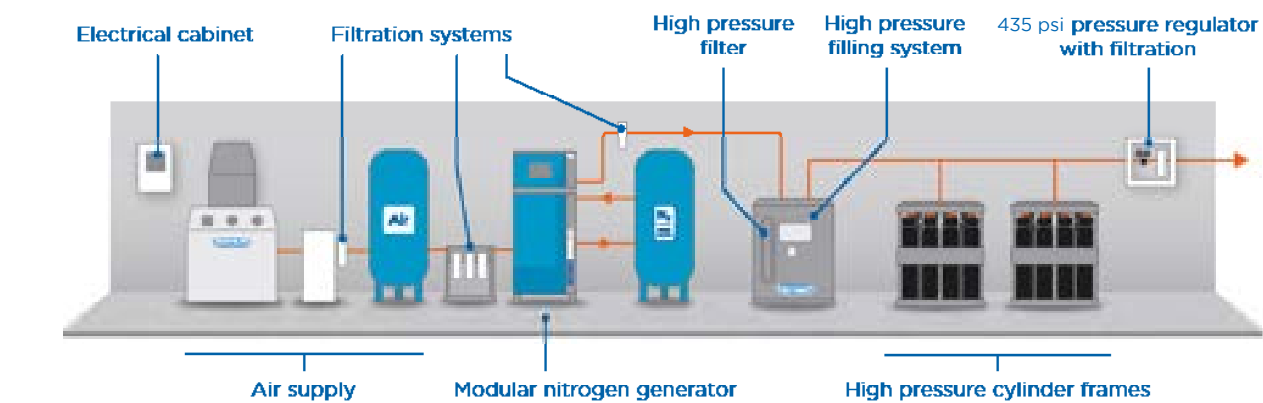 Electrical cabinet
Filtration systems
High pressure
filter
High pressure
filling system
435 psi pressure regulator
with filtration
Air
Air supply
Modular nitrogen generator
High pressure cylinder frames